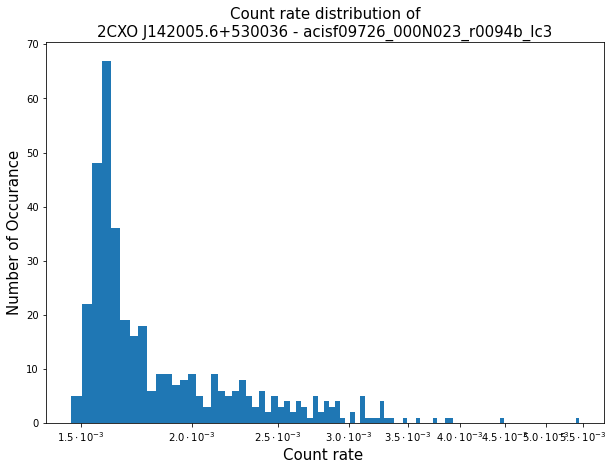 Count rate distribution of
2CXO J142005.6+530036 - acisf09726_000N023_r0094b_lc3
Number of Occurance
70
60
50
40
30
20
10
0
1.5·10⁻³ 2.0·10⁻³ 2.5·10⁻³ 3.0·10⁻³ 3.5·10⁻³ 4.0·10⁻³ 4.5·10⁻³ 5.0·10⁻³ 5.5·10⁻³
Count rate